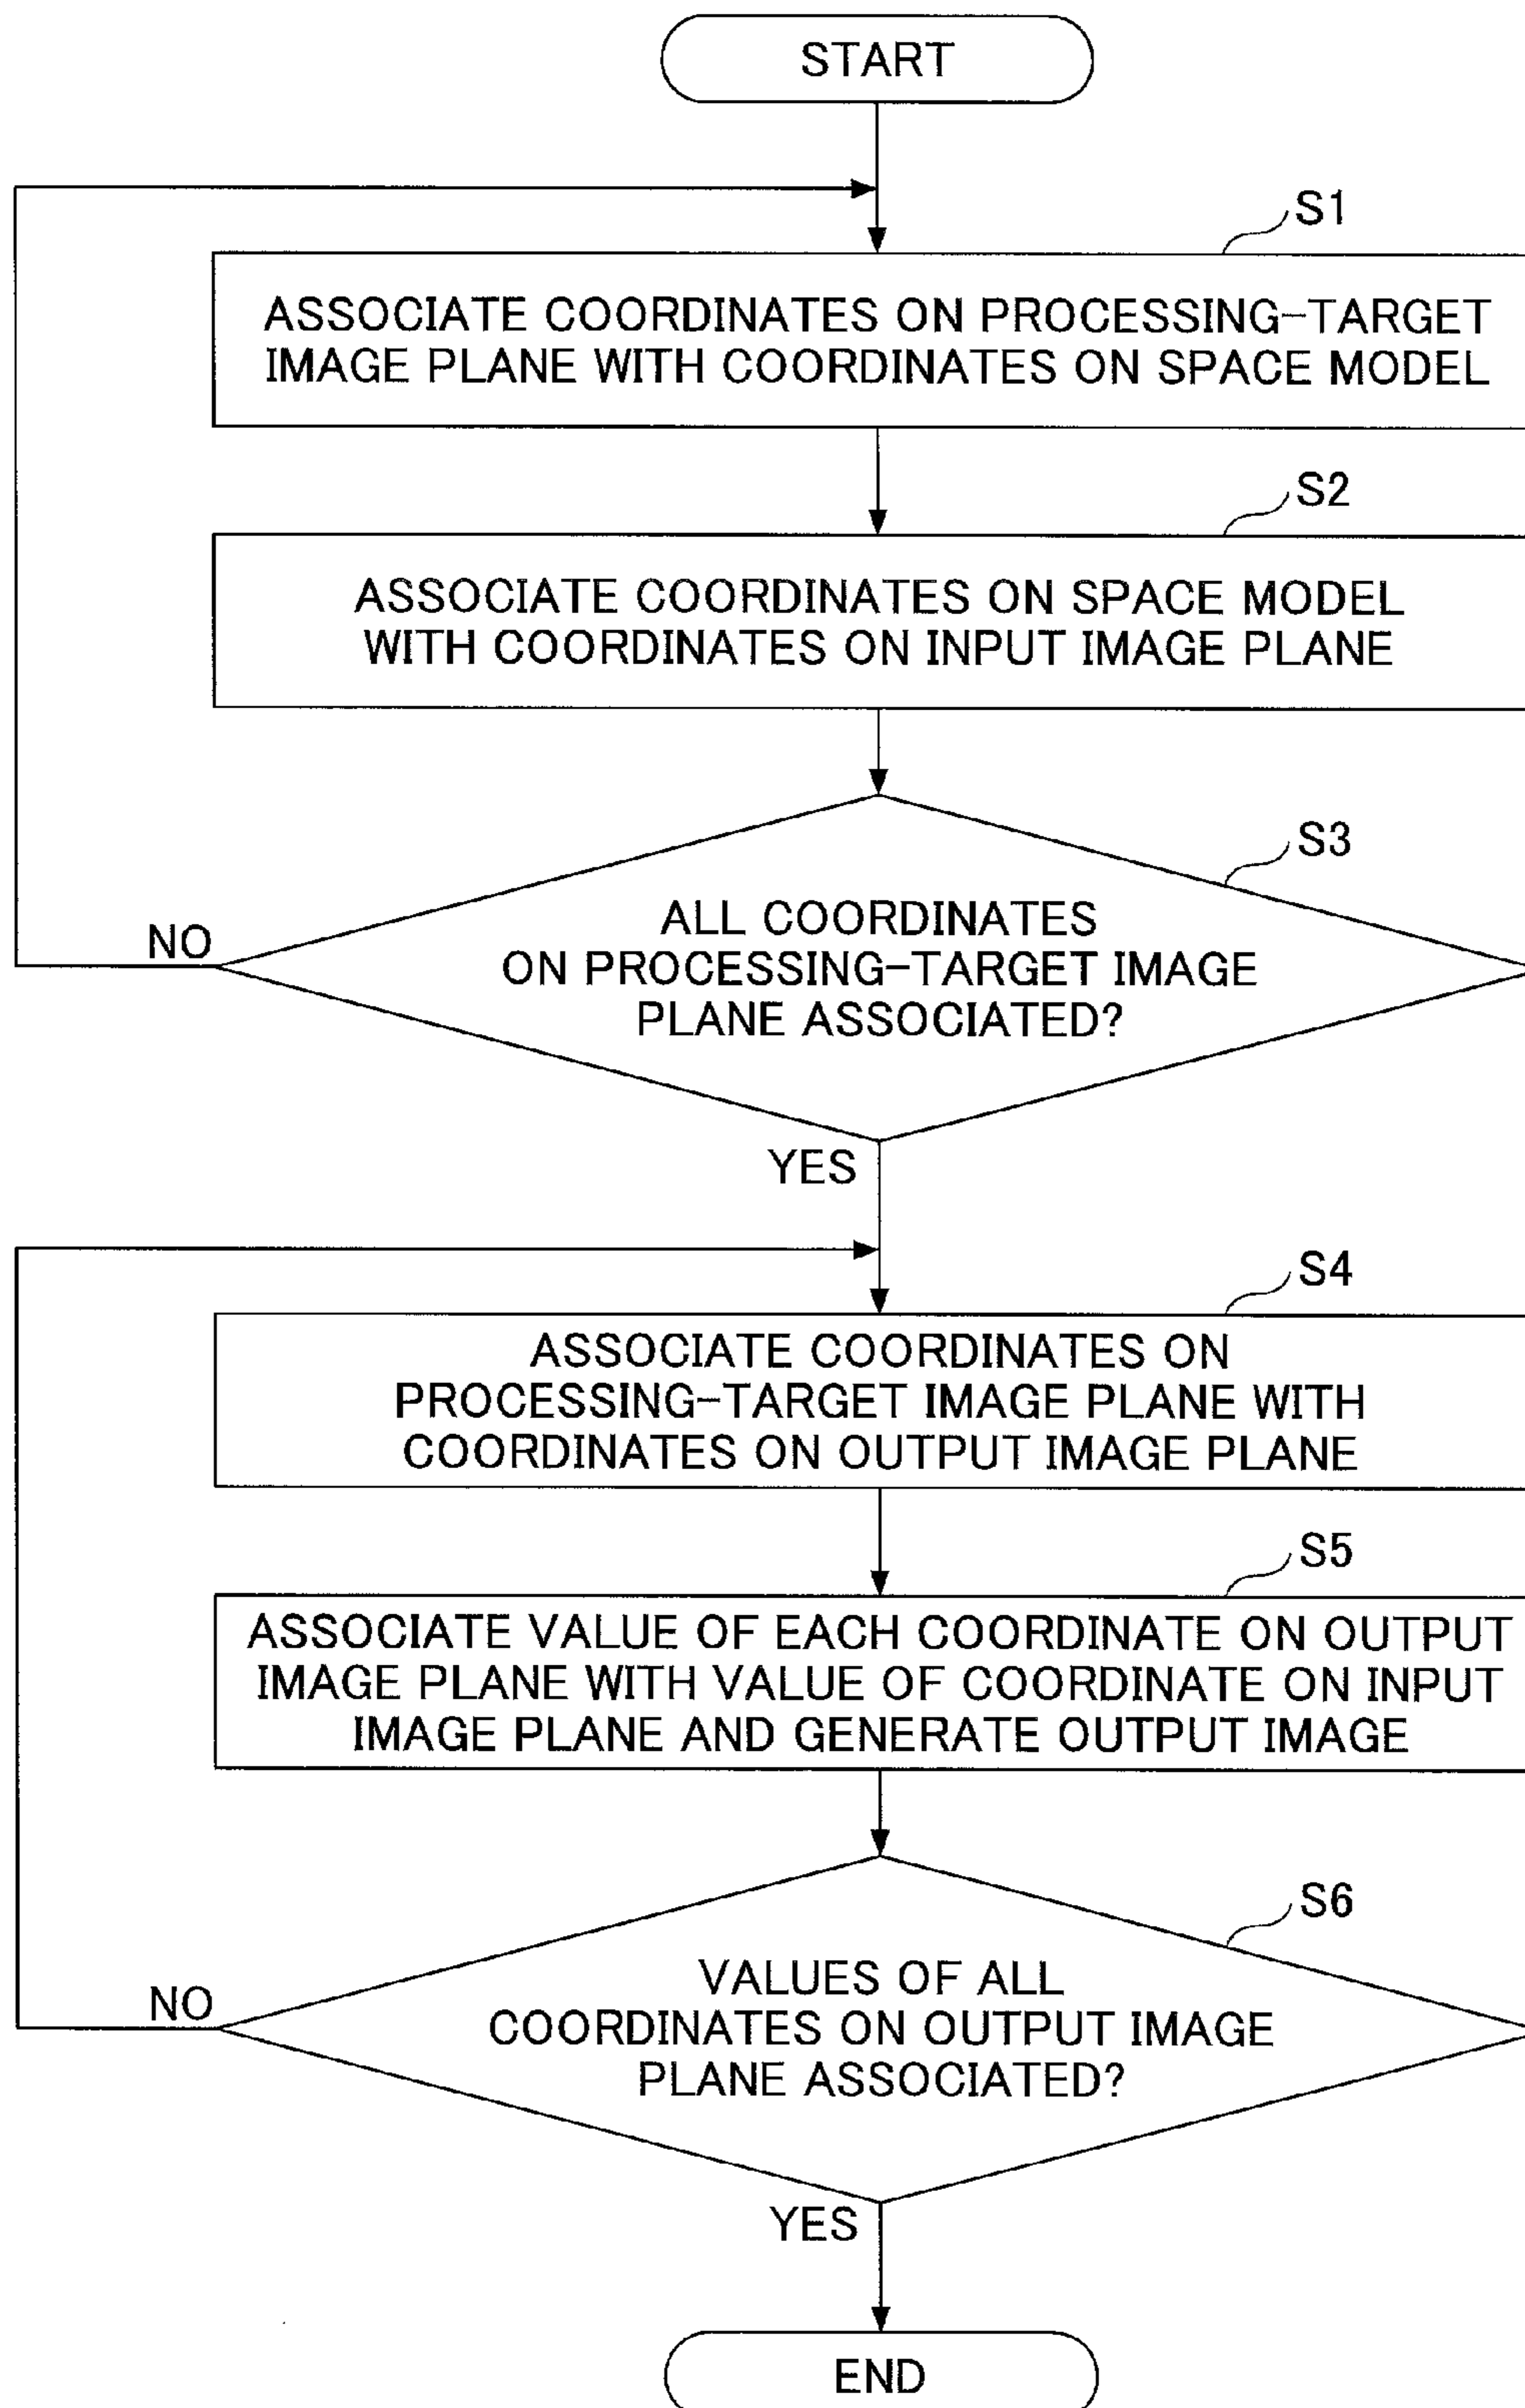 START
S1
ASSOCIATE COORDINATES ON PROCESSING-TARGET
IMAGE PLANE WITH COORDINATES ON SPACE MODEL
S2
ASSOCIATE COORDINATES ON SPACE MODEL
WITH COORDINATES ON INPUT IMAGE PLANE
S3
ALL COORDINATES
ON PROCESSING-TARGET IMAGE
PLANE ASSOCIATED?
NO
YES
S4
ASSOCIATE COORDINATES ON
PROCESSING-TARGET IMAGE PLANE WITH
COORDINATES ON OUTPUT IMAGE PLANE
S5
ASSOCIATE VALUE OF EACH COORDINATE ON OUTPUT
IMAGE PLANE WITH VALUE OF COORDINATE ON INPUT
IMAGE PLANE AND GENERATE OUTPUT IMAGE
S6
VALUES OF ALL
COORDINATES ON OUTPUT IMAGE
PLANE ASSOCIATED?
NO
YES
END